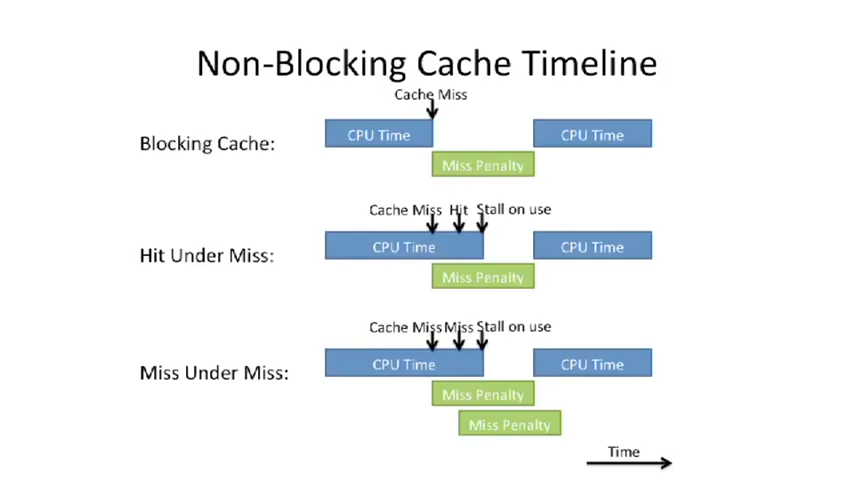 Non-Blocking Cache Timeline
Cache Miss
Blocking Cache:
CPU Time
CPU Time
Miss Penalty
Cache Miss Hit Stall on use
Hit Under Miss:
CPU Time
CPU Time
Miss Penalty
Cache Miss Miss Stall on use
Miss Under Miss:
CPU Time
CPU Time
Miss Penalty
Miss Penalty
Time